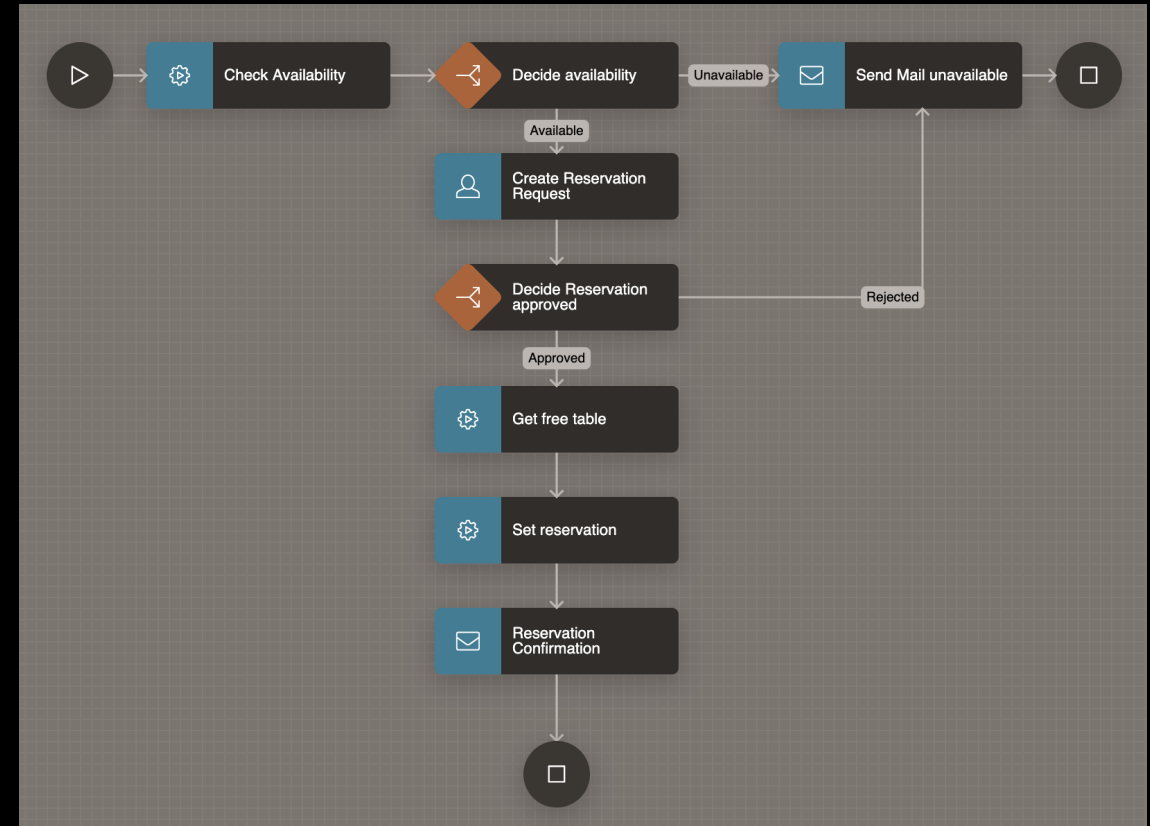 Check Availability
Decide availability
Unavailable
Send Mail unavailable
Available
Create Reservation
Request
Decide Reservation
approved
Rejected
Approved
Get free table
Set reservation
Reservation
Confirmation